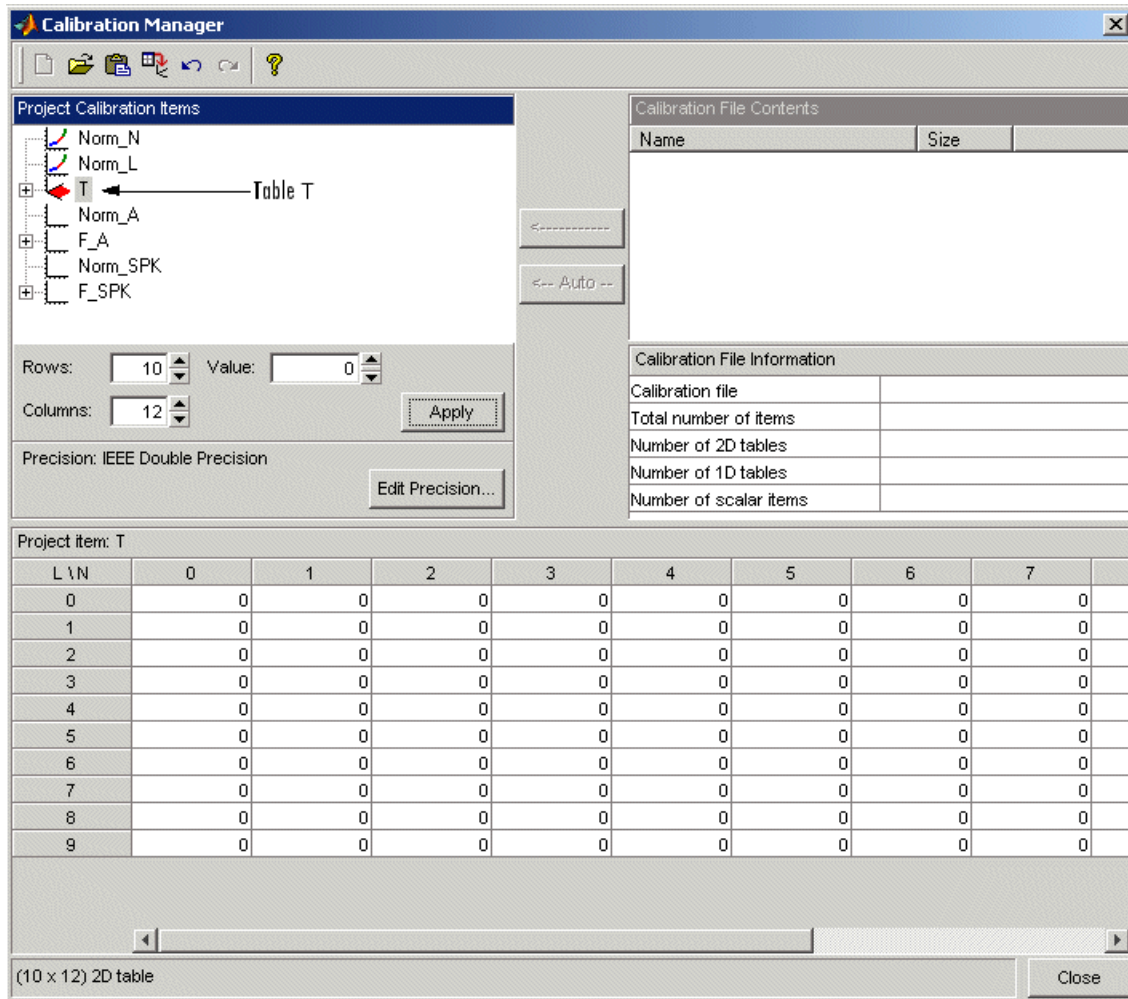 Calibration Manager
Project Calibration Items
Norm_N
Norm_L
T Table T
Norm_A
F_A
Norm_SPK
F_SPK
<-----------
<-- Auto --
Calibration File Contents
Name Size
Rows: 10 Value: 0
Columns: 12 Apply
Precision: IEEE Double Precision
Edit Precision...
Calibration File Information
Calibration file
Total number of items
Number of 2D tables
Number of 1D tables
Number of scalar items
Project item: T
L \ N 0 1 2 3 4 5 6 7
0 0 0 0 0 0 0 0 0
1 0 0 0 0 0 0 0 0
2 0 0 0 0 0 0 0 0
3 0 0 0 0 0 0 0 0
4 0 0 0 0 0 0 0 0
5 0 0 0 0 0 0 0 0
6 0 0 0 0 0 0 0 0
7 0 0 0 0 0 0 0 0
8 0 0 0 0 0 0 0 0
9 0 0 0 0 0 0 0 0
(10 x 12) 2D table Close